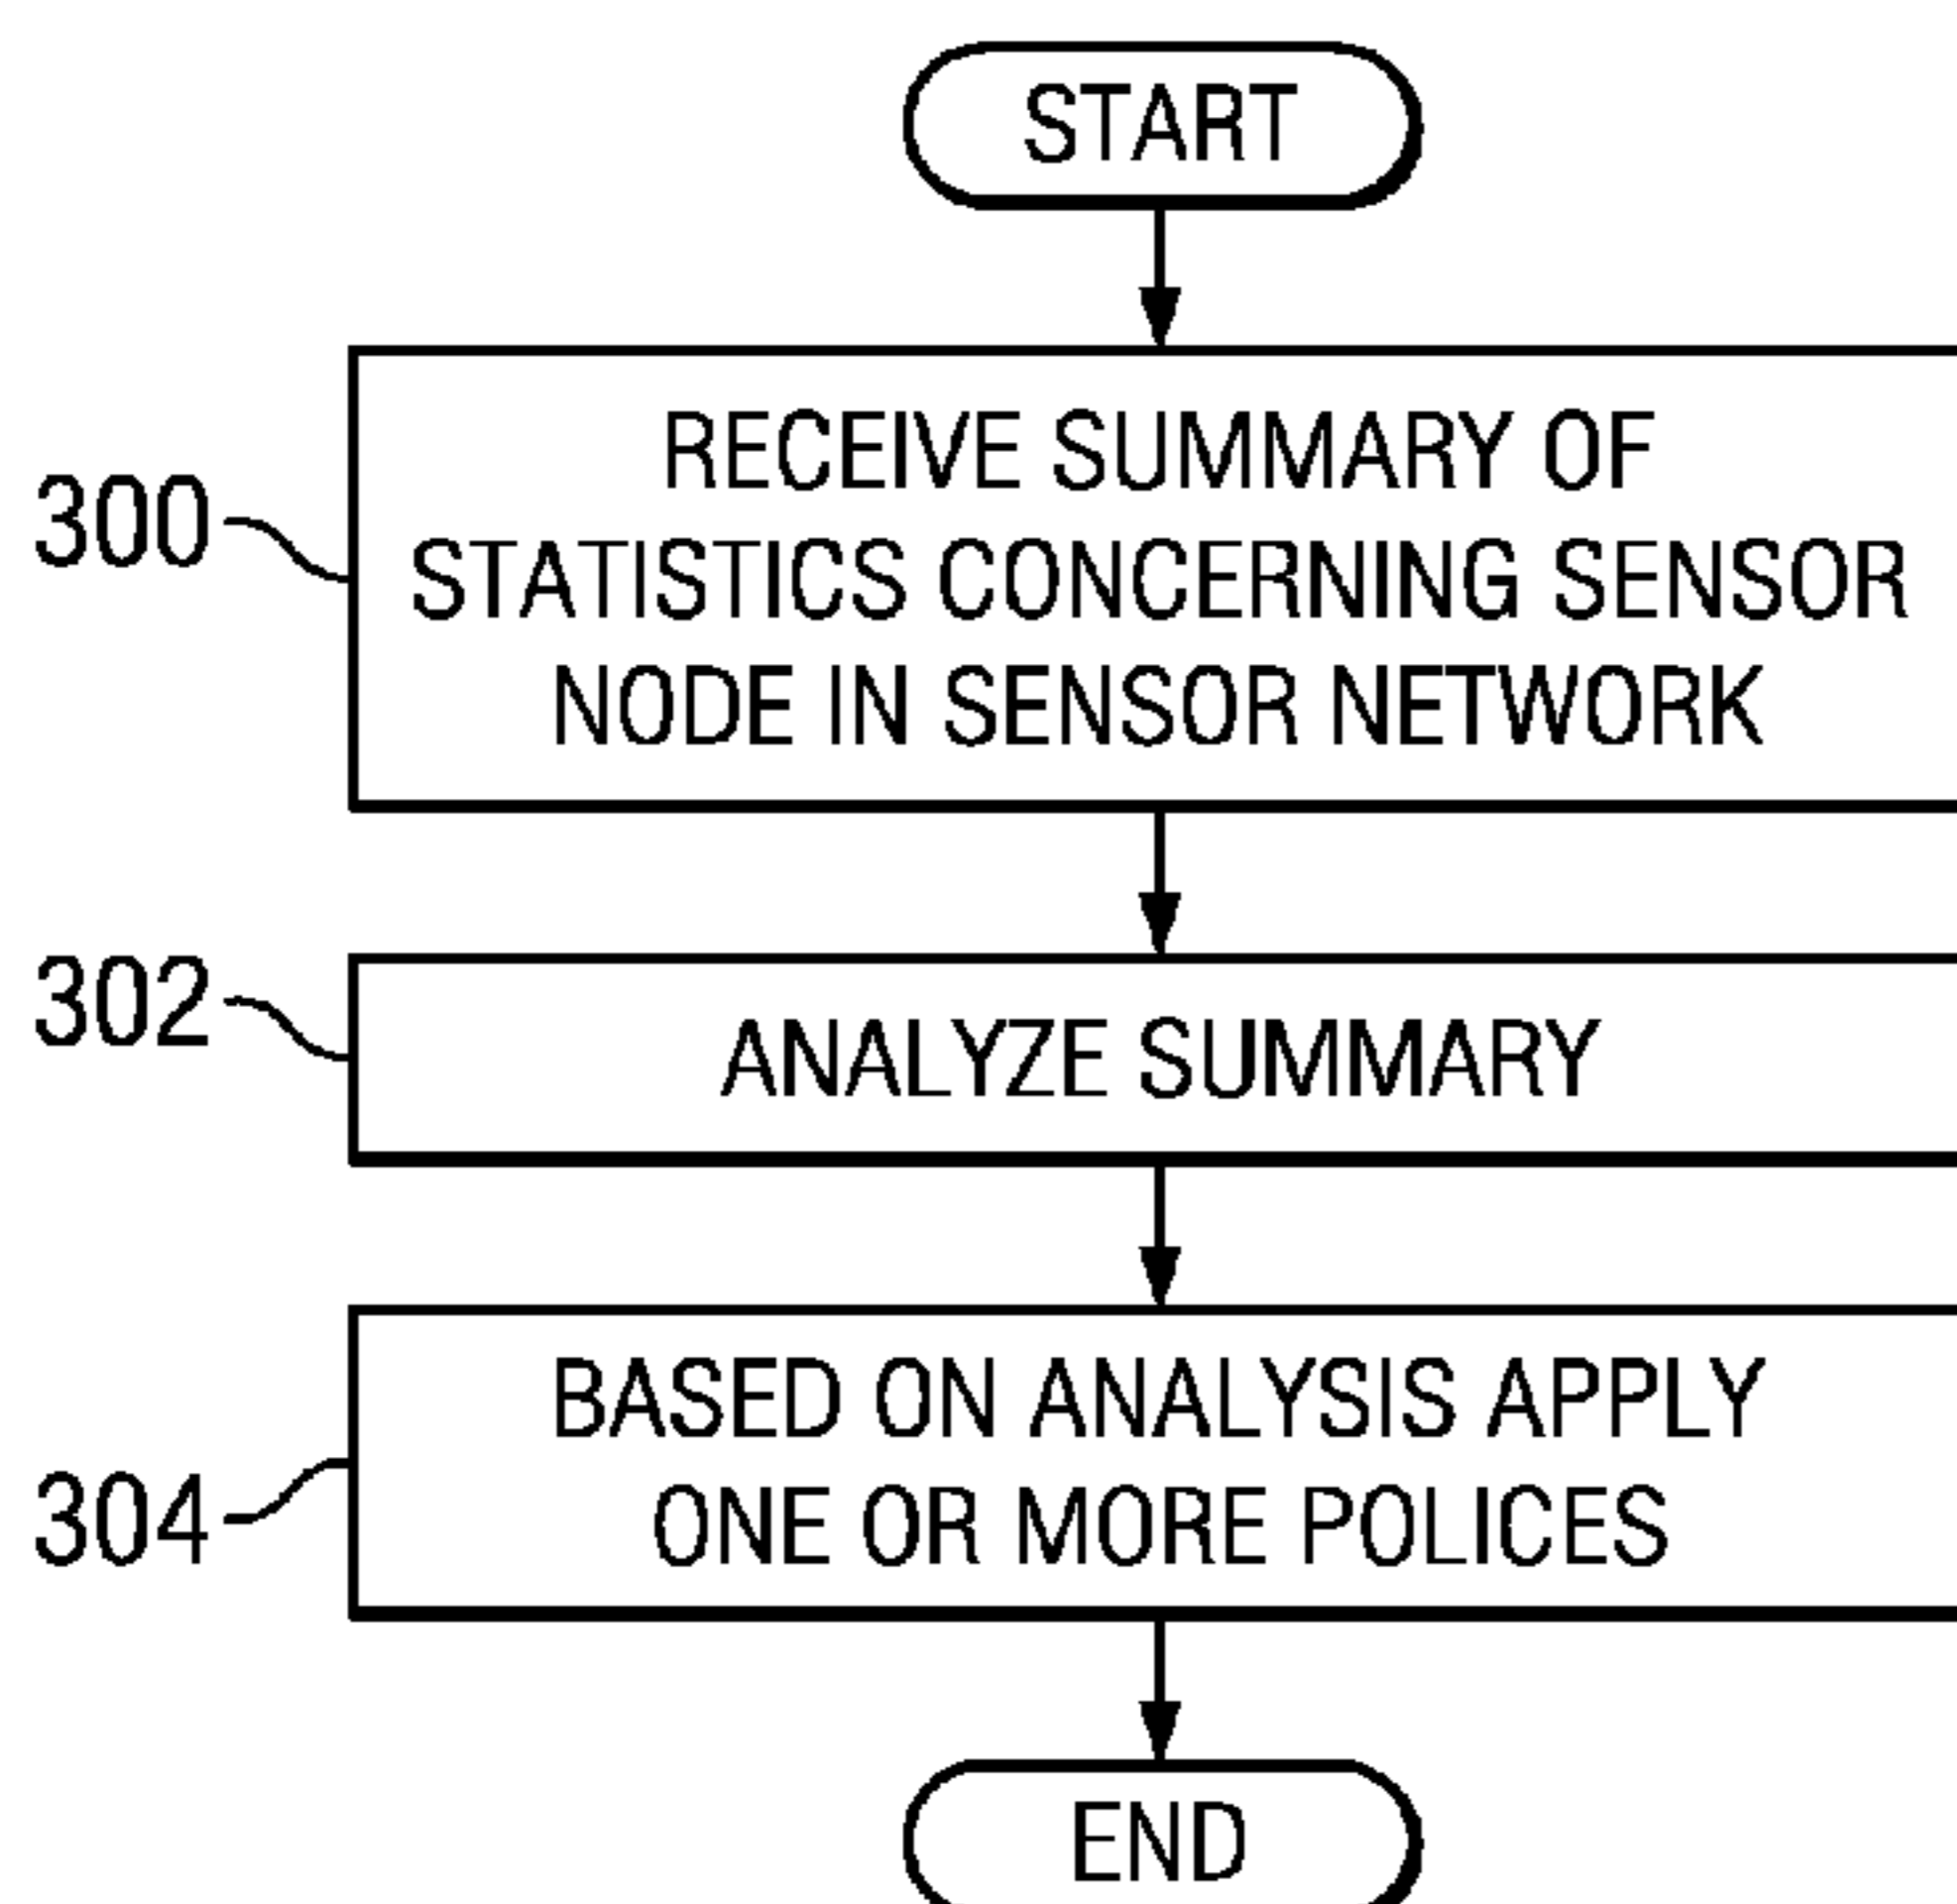 START
300
RECEIVE SUMMARY OF
STATISTICS CONCERNING SENSOR
NODE IN SENSOR NETWORK
302
ANALYZE SUMMARY
304
BASED ON ANALYSIS APPLY
ONE OR MORE POLICES
END